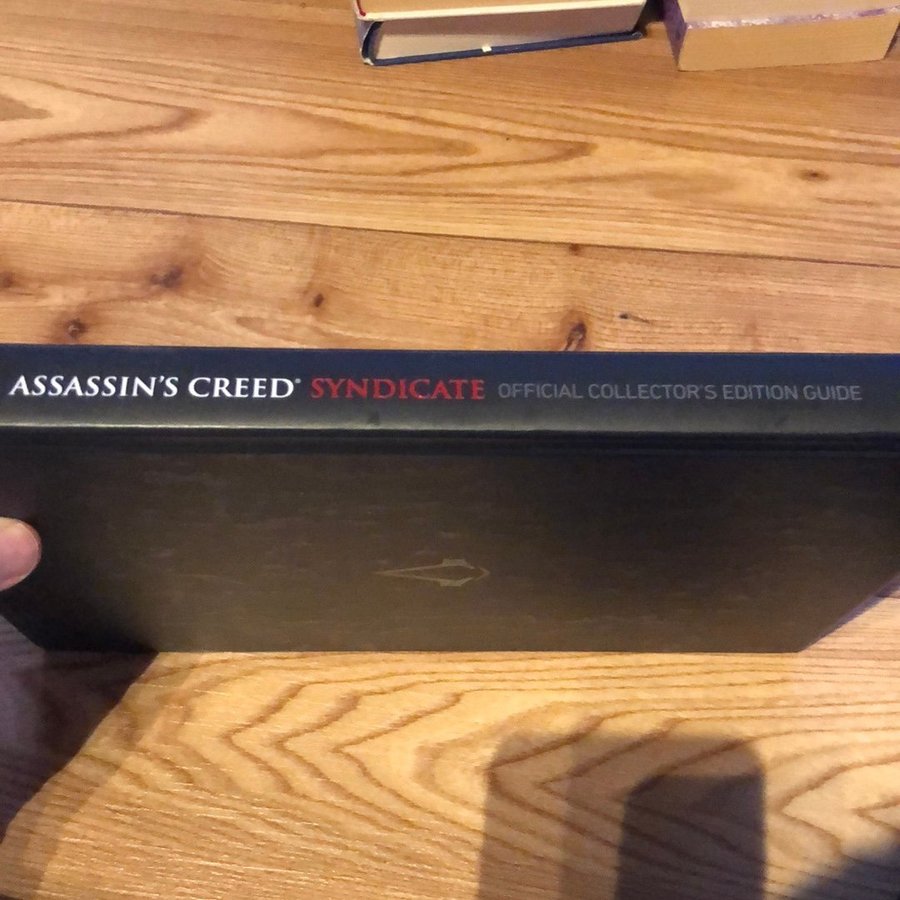 ASSASSIN'S CREED® SYNDICATE OFFICIAL COLLECTOR'S EDITION GUIDE